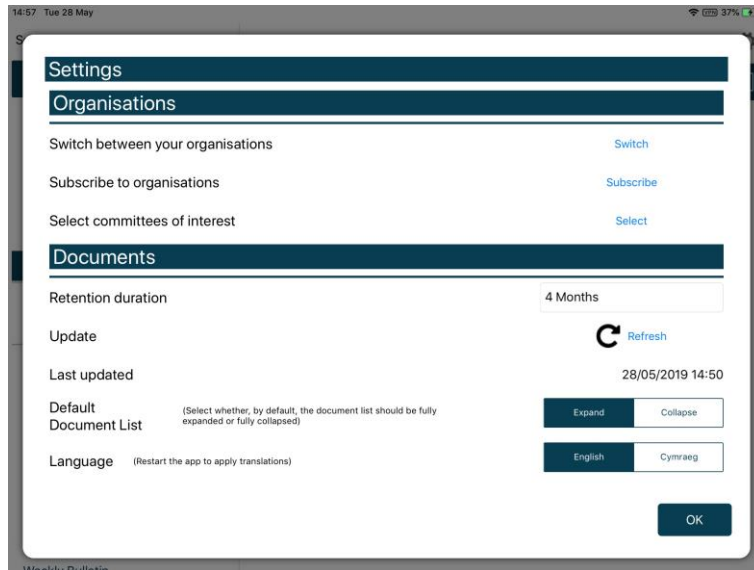 14:57 Tue 28 May
VPN 37%
S
Settings
Organisations
Switch between your organisations Switch
Subscribe to organisations Subscribe
Select committees of interest Select
Documents
Retention duration 4 Months
Update Refresh
Last updated 28/05/2019 14:50
Default
Document List
(Select whether, by default, the document list should be fully
expanded or fully collapsed)
Expand Collapse
Language (Restart the app to apply translations) English Cymraeg
OK
Weekly Bulletin